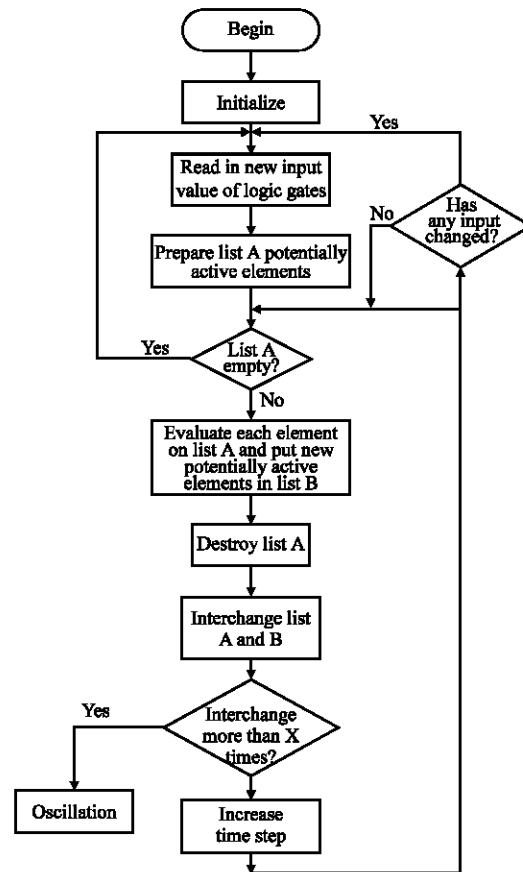 Begin
Initialize
Yes
Read in new input
value of logic gates
Has
any input
changed?
No
Prepare list A potentially
active elements
Yes
List A
empty?
No
Evaluate each element
on list A and put new
potentially active
elements in list B
Destroy list A
Interchange list
A and B
Yes
Interchange
more than X
times?
Oscillation
Increase
time step